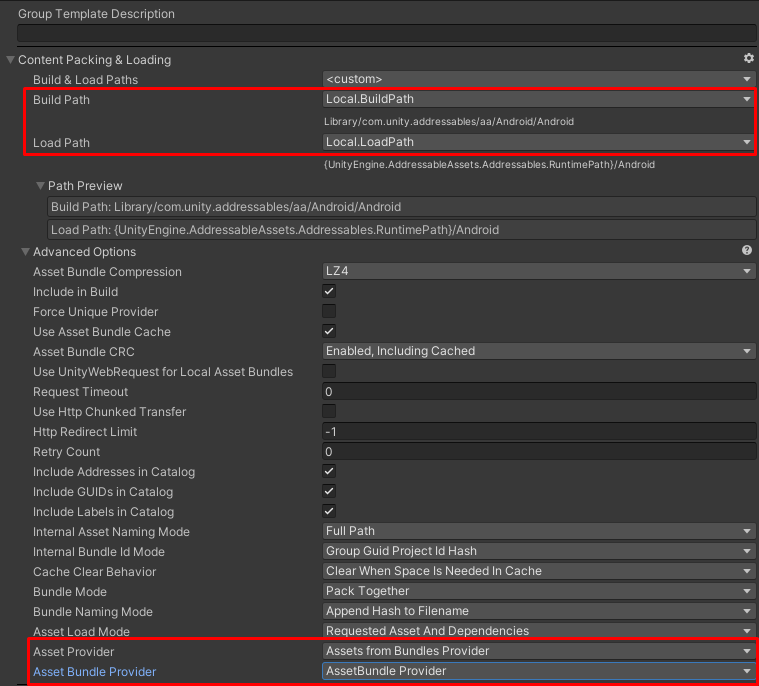 Group Template Description
Content Packing & Loading
Build & Load Paths <custom>
Build Path Local.BuildPath
Library/com.unity.addressables/aa/Android/Android
Load Path Local.LoadPath
{UnityEngine.AddressableAssets.Addressables.RuntimePath}/Android
Path Preview
Build Path: Library/com.unity.addressables/aa/Android/Android
Load Path: {UnityEngine.AddressableAssets.Addressables.RuntimePath}/Android
Advanced Options ?
Asset Bundle Compression LZ4
Include in Build
Force Unique Provider
Use Asset Bundle Cache
Asset Bundle CRC Enabled, Including Cached
Use UnityWebRequest for Local Asset Bundles
Request Timeout 0
Use Http Chunked Transfer
Http Redirect Limit -1
Retry Count 0
Include Addresses in Catalog
Include GUIDs in Catalog
Include Labels in Catalog
Internal Asset Naming Mode Full Path
Internal Bundle Id Mode Group Guid Project Id Hash
Cache Clear Behavior Clear When Space Is Needed In Cache
Bundle Mode Pack Together
Bundle Naming Mode Append Hash to Filename
Asset Load Mode Requested Asset And Dependencies
Asset Provider Assets from Bundles Provider
Asset Bundle Provider AssetBundle Provider